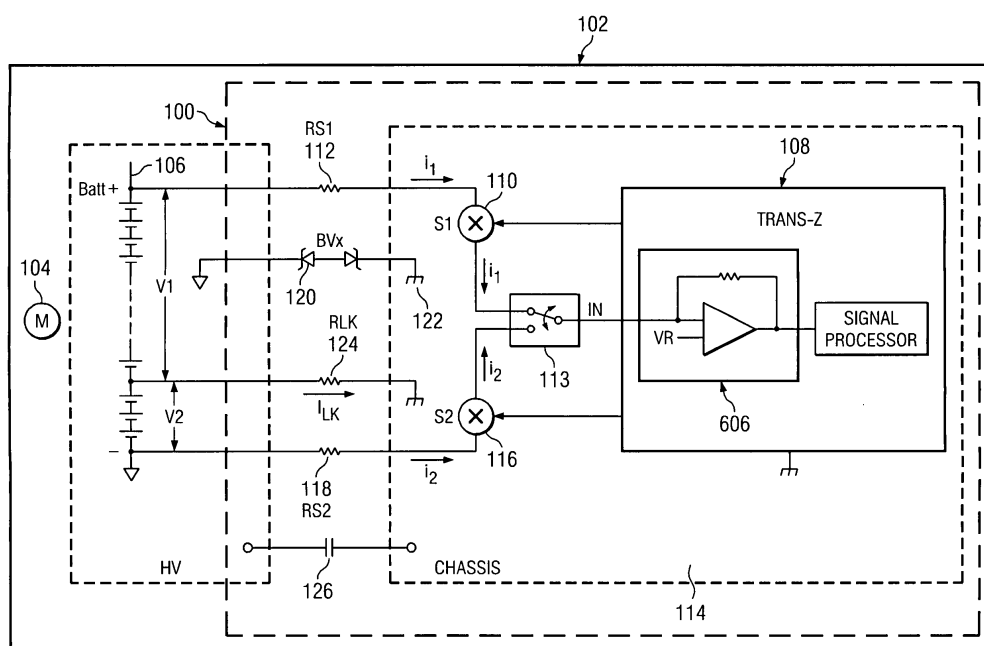 102
100
RS1
112
i1
106
Batt +
110
S1
108
TRANS-Z
BVx
104
M
V1
120
122
i1
IN
VR
SIGNAL
PROCESSOR
RLK
124
113
i2
ILK
V2
S2
606
116
−
118
i2
RS2
HV
126
CHASSIS
114